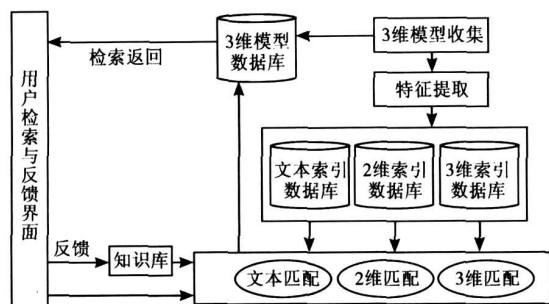 用户检索与反馈界面
检索返回
3维模型
数据库
3维模型收集
特征提取
文本索引
数据库
2维索引
数据库
3维索引
数据库
反馈
知识库
文本匹配
2维匹配
3维匹配